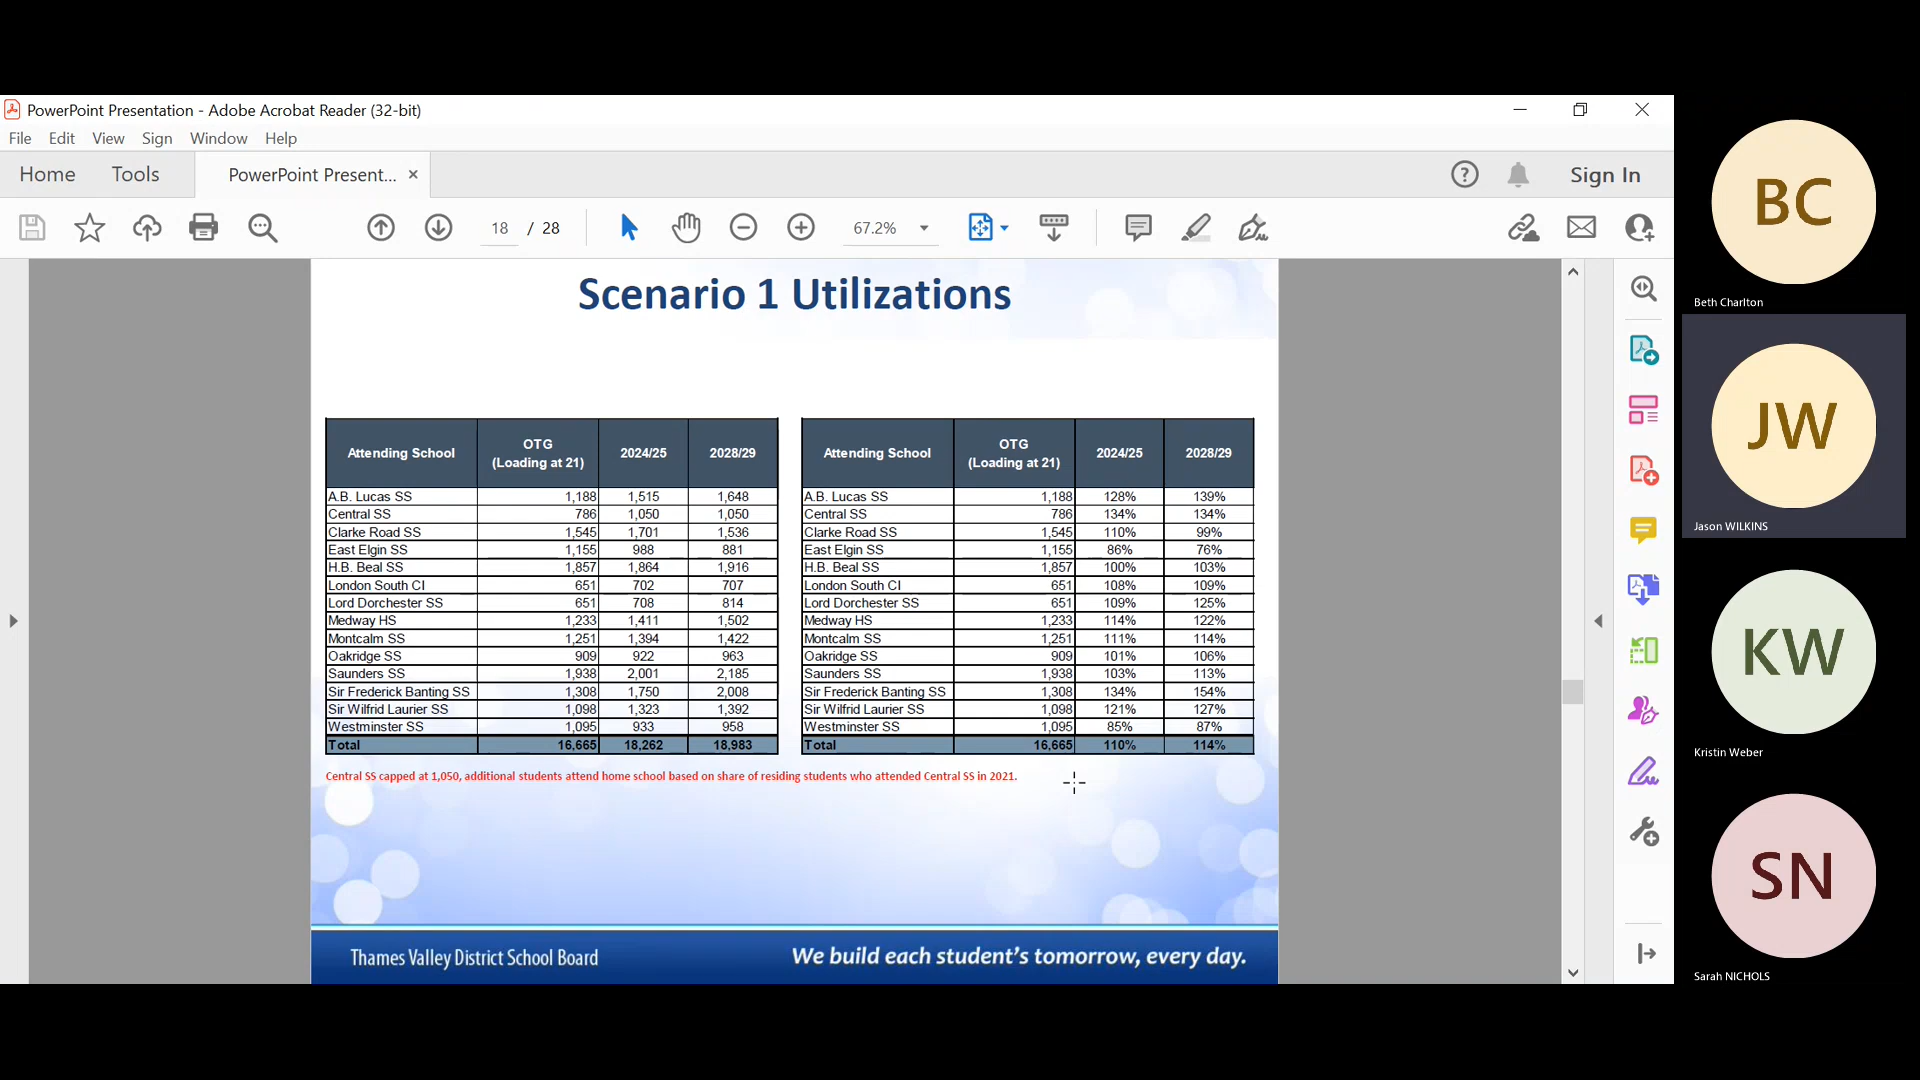 PowerPoint Presentation - Adobe Acrobat Reader (32-bit)
File Edit View Sign Window Help
Home Tools PowerPoint Present... × Sign In
18 / 28 67.2%
Scenario 1 Utilizations
Attending School OTG (Loading at 21) 2024/25 2028/29
A.B. Lucas SS 1,188 1,515 1,648
Central SS 786 1,050 1,050
Clarke Road SS 1,545 1,701 1,536
East Elgin SS 1,155 988 881
H.B. Beal SS 1,857 1,864 1,916
London South CI 651 702 707
Lord Dorchester SS 651 708 814
Medway HS 1,233 1,411 1,502
Montcalm SS 1,251 1,394 1,422
Oakridge SS 909 922 963
Saunders SS 1,938 2,001 2,185
Sir Frederick Banting SS 1,308 1,750 2,008
Sir Wilfrid Laurier SS 1,098 1,323 1,392
Westminster SS 1,095 933 958
Total 16,665 18,262 18,983
Attending School OTG (Loading at 21) 2024/25 2028/29
A.B. Lucas SS 1,188 128% 139%
Central SS 786 134% 134%
Clarke Road SS 1,545 110% 99%
East Elgin SS 1,155 86% 76%
H.B. Beal SS 1,857 100% 103%
London South CI 651 108% 109%
Lord Dorchester SS 651 109% 125%
Medway HS 1,233 114% 122%
Montcalm SS 1,251 111% 114%
Oakridge SS 909 101% 106%
Saunders SS 1,938 103% 113%
Sir Frederick Banting SS 1,308 134% 154%
Sir Wilfrid Laurier SS 1,098 121% 127%
Westminster SS 1,095 85% 87%
Total 16,665 110% 114%
Central SS capped at 1,050, additional students attend home school based on share of residing students who attended Central SS in 2021.
Thames Valley District School Board We build each student's tomorrow, every day.
BC
Beth Charlton
JW
Jason WILKINS
KW
Kristin Weber
SN
Sarah NICHOLS